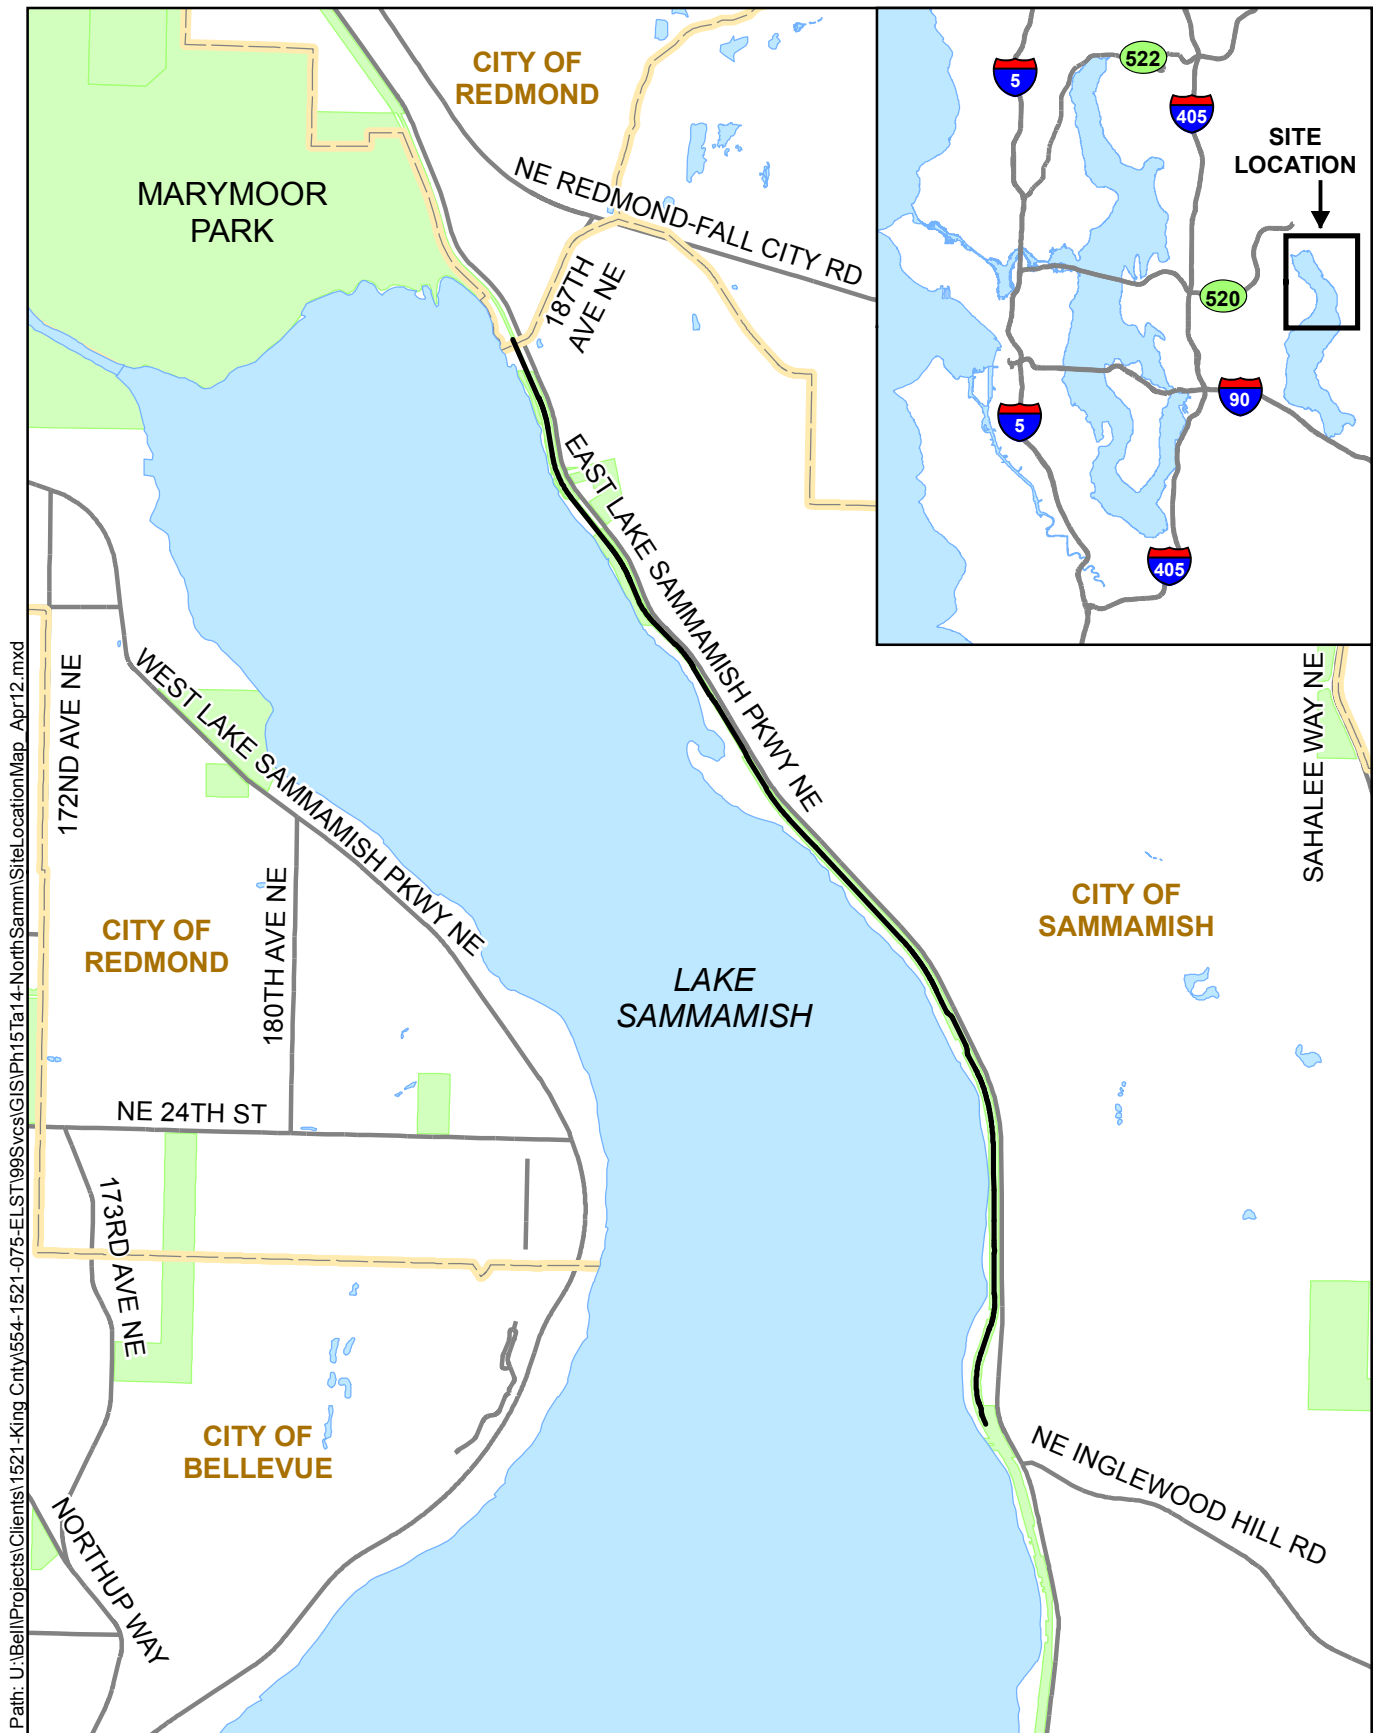 CITY OF
REDMOND
MARYMOOR
PARK
NE REDMOND-FALL CITY RD
187TH
AVE NE
5
522
405
SITE
LOCATION
520
90
5
405
EAST LAKE SAMMAMISH PKWY NE
WEST LAKE SAMMAMISH PKWY NE
172ND AVE NE
SAHALEE WAY NE
CITY OF
SAMMAMISH
CITY OF
REDMOND
180TH AVE NE
LAKE
SAMMAMISH
NE 24TH ST
173RD AVE NE
CITY OF
BELLEVUE
NE INGLEWOOD HILL RD
NORTHUP WAY
Path: U:\Bell\Projects\Clients\1521-King Cnty\554-1521-075-ELST\99Svcs\GIS\Ph15Ta14-NorthSamm\SiteLocationMap_Apr12.mxd